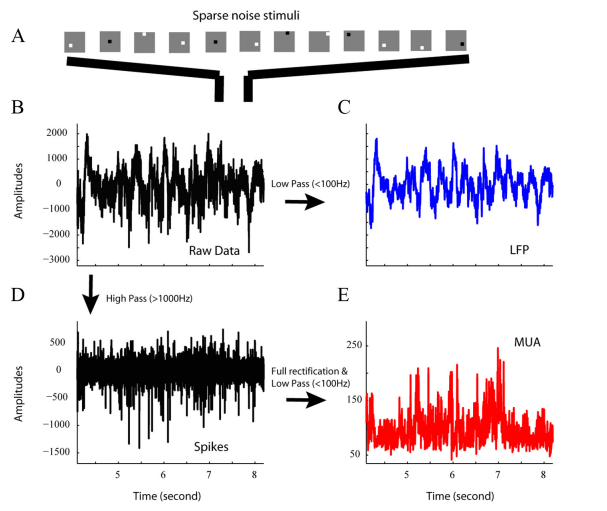 Sparse noise stimuli
A
B
C
2000
1000
0
−1000
−2000
−3000
Amplitudes
Raw Data
Low Pass (<100Hz)
LFP
D
High Pass (>1000Hz)
E
500
0
−500
−1000
−1500
Amplitudes
Spikes
5 6 7 8
Time (second)
Full rectification &
Low Pass (<100Hz)
MUA
250
150
50
5 6 7 8
Time (second)